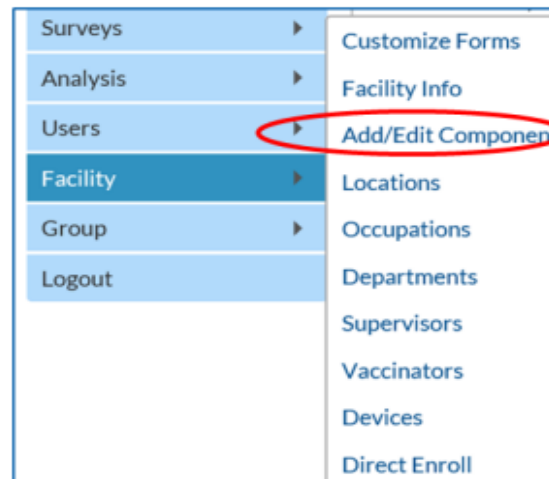 Surveys
Analysis
Users
Facility
Group
Logout
Customize Forms
Facility Info
Add/Edit Componen
Locations
Occupations
Departments
Supervisors
Vaccinators
Devices
Direct Enroll